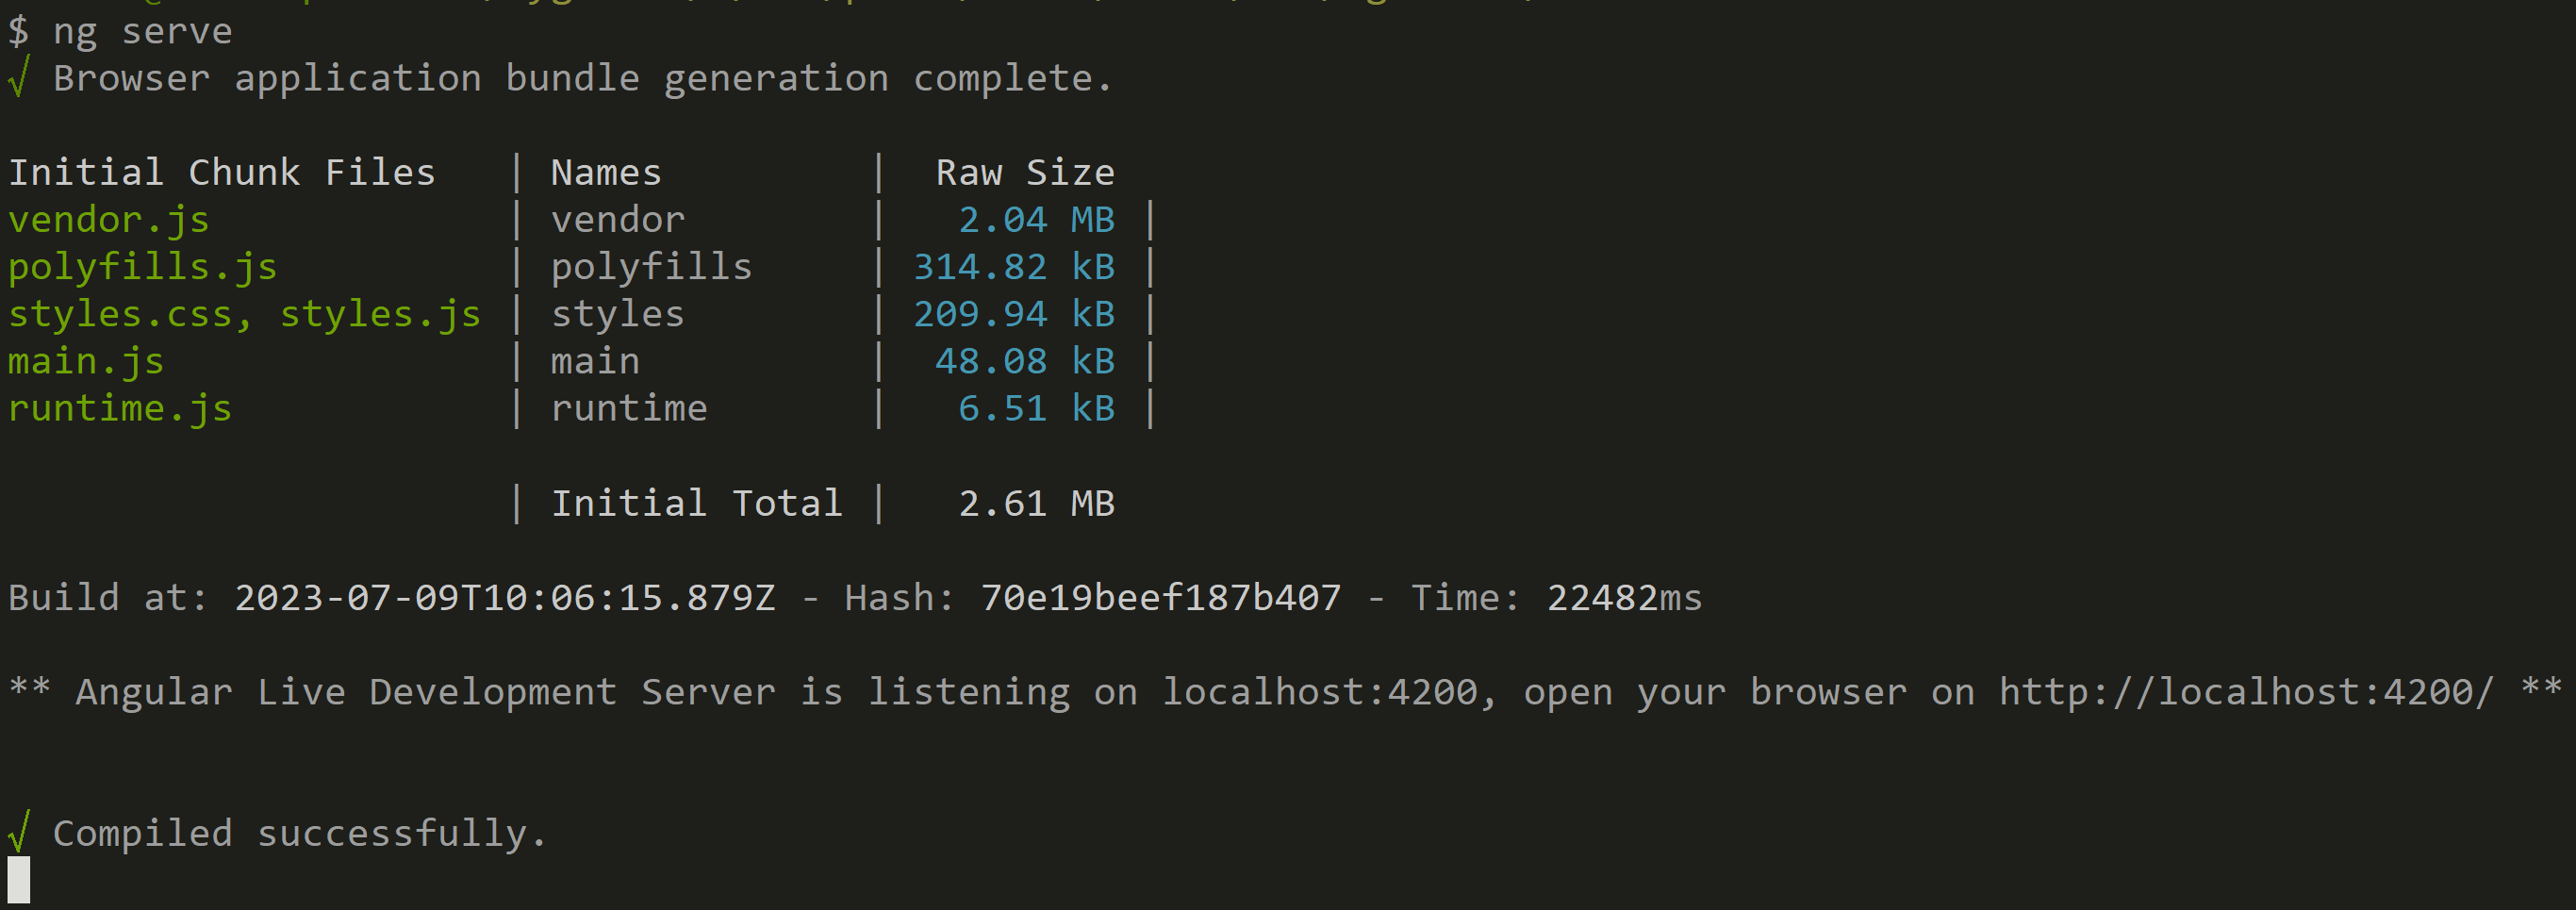 $ ng serve
√ Browser application bundle generation complete.
Initial Chunk Files | Names | Raw Size
vendor.js | vendor | 2.04 MB |
polyfills.js | polyfills | 314.82 kB |
styles.css, styles.js | styles | 209.94 kB |
main.js | main | 48.08 kB |
runtime.js | runtime | 6.51 kB |
| Initial Total | 2.61 MB
Build at: 2023-07-09T10:06:15.879Z - Hash: 70e19beef187b407 - Time: 22482ms
** Angular Live Development Server is listening on localhost:4200, open your browser on http://localhost:4200/ **
√ Compiled successfully.